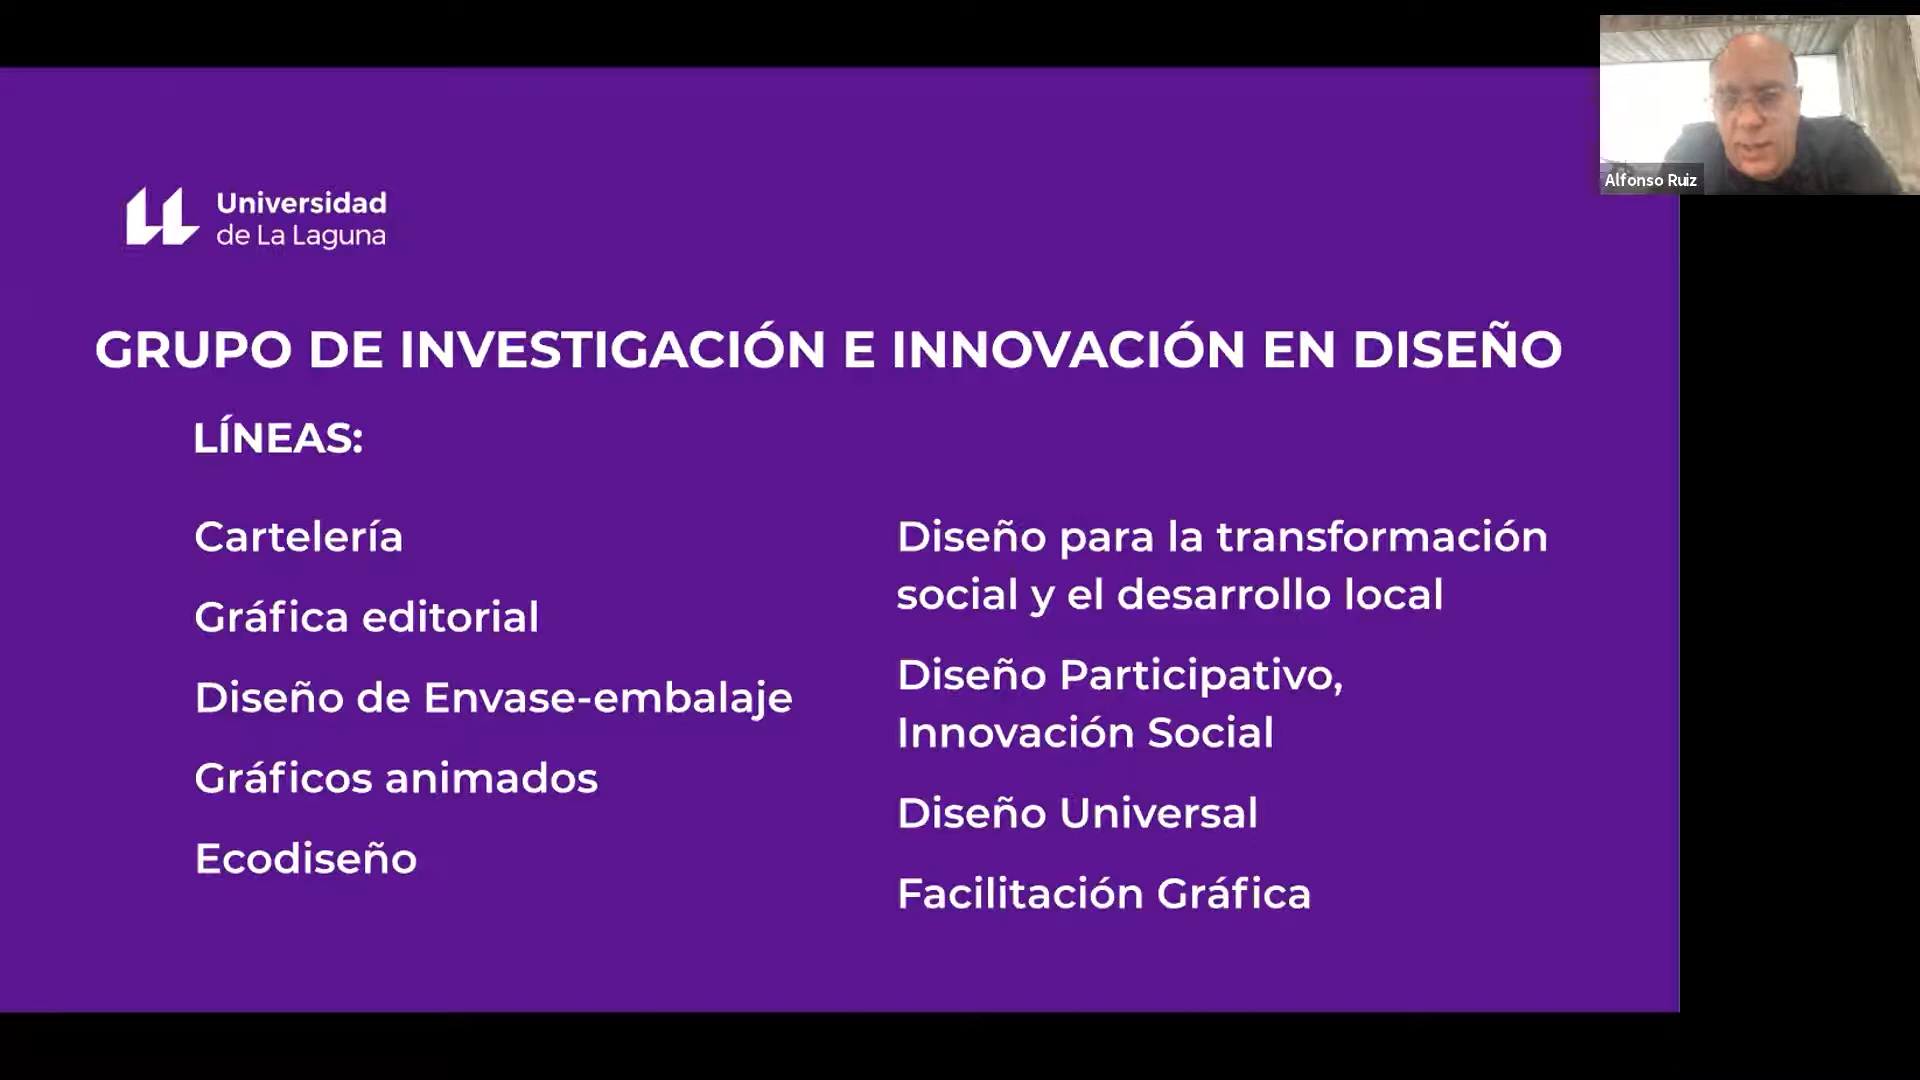 Universidad
de La Laguna
GRUPO DE INVESTIGACIÓN E INNOVACIÓN EN DISEÑO
LÍNEAS:
Cartelería
Gráfica editorial
Diseño de Envase-embalaje
Gráficos animados
Ecodiseño
Diseño para la transformación
social y el desarrollo local
Diseño Participativo,
Innovación Social
Diseño Universal
Facilitación Gráfica
Alfonso Ruiz